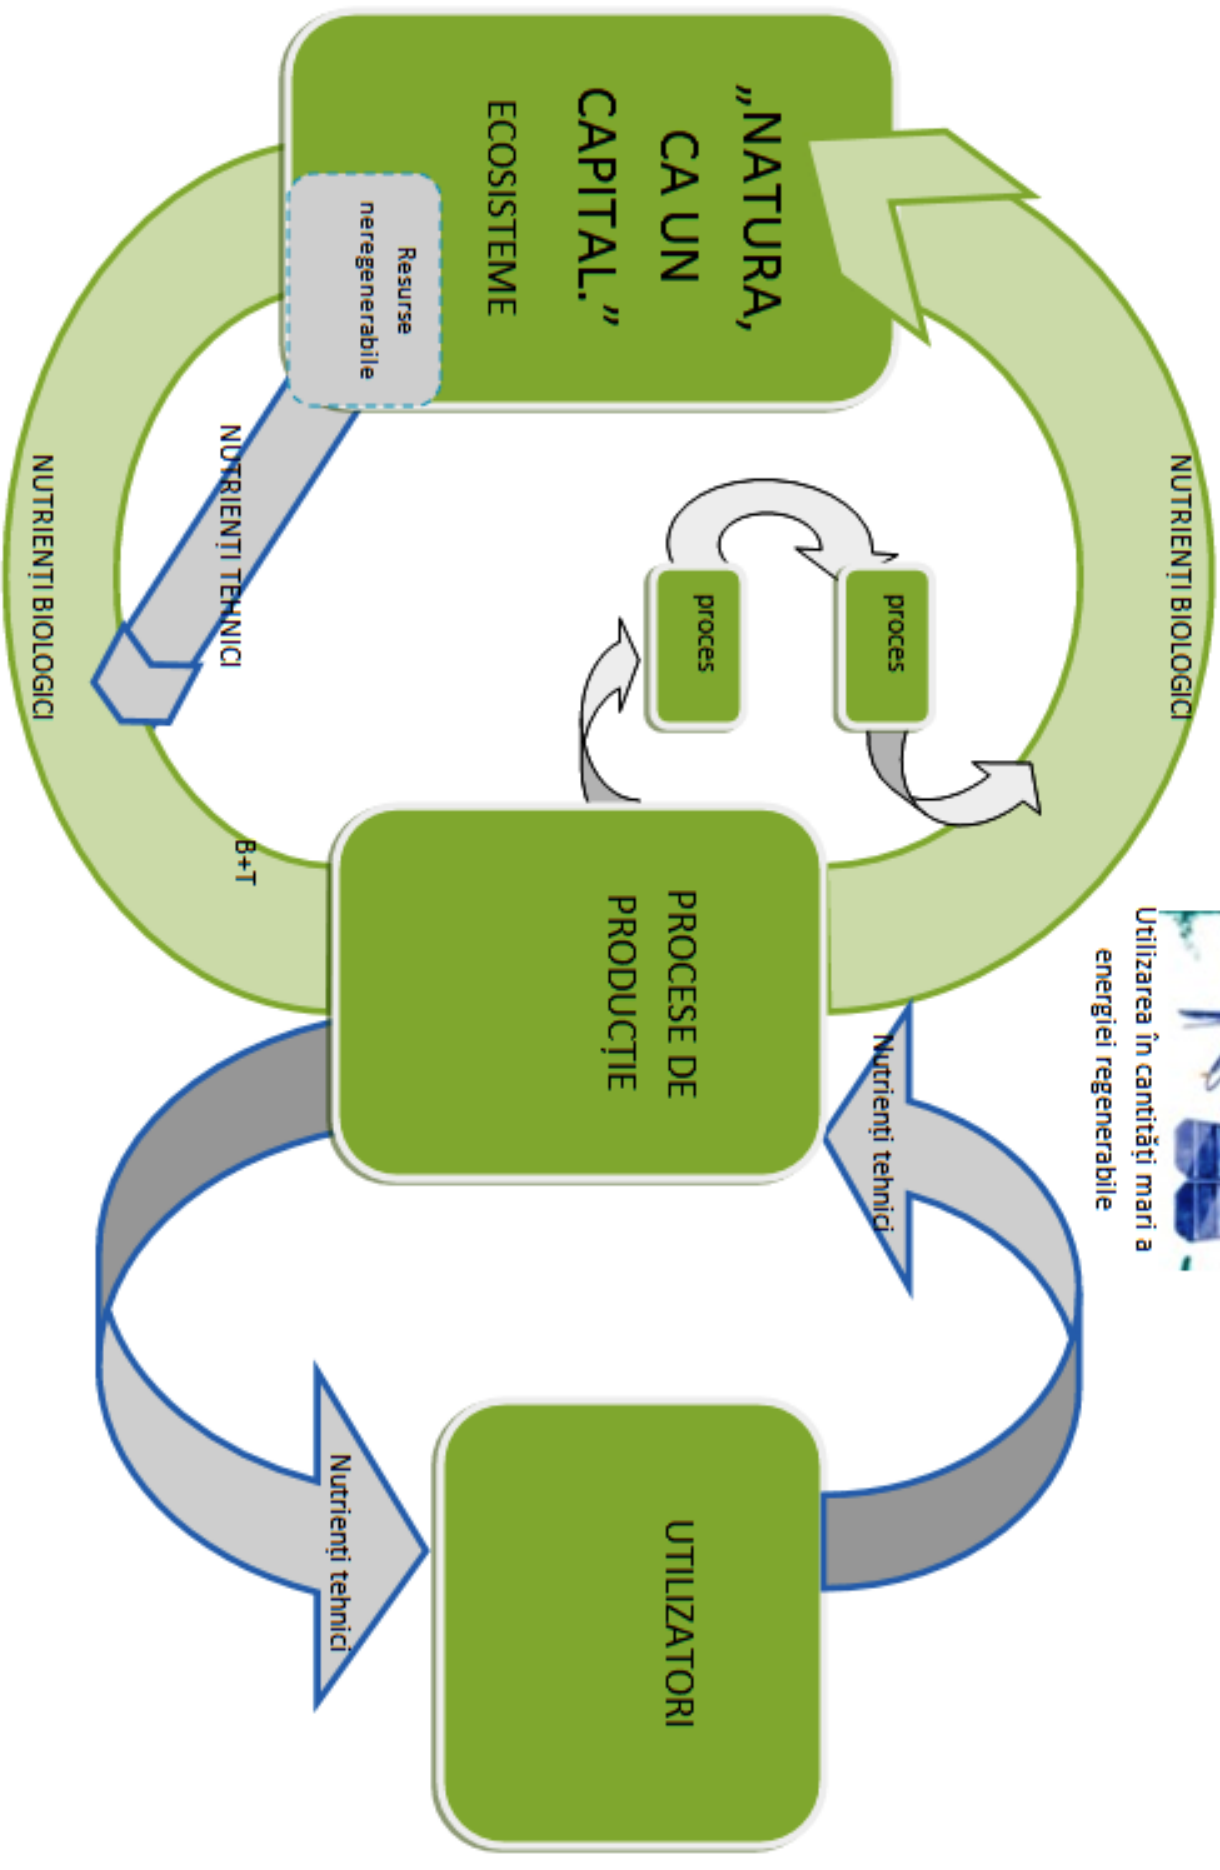 Utilizarea în cantități mari a
energiei regenerabile
NUTRIENȚI BIOLOGICI
„NATURA,
CA UN
CAPITAL.”
ECOSISTEME
Resurse
neregenerabile
proces
proces
PROCESE DE
PRODUCȚIE
UTILIZATORI
Nutrienți tehnici
Nutrienți tehnici
NUTRIENȚI TEHNICI
B+T
NUTRIENȚI BIOLOGICI